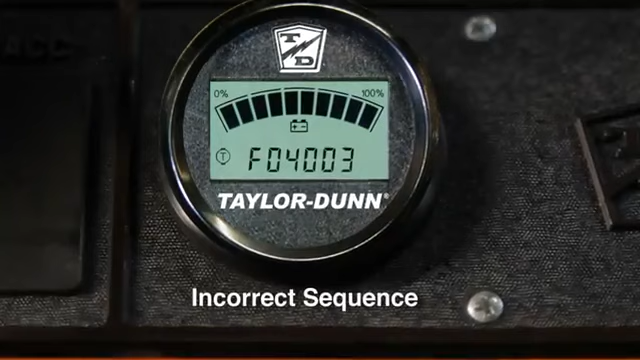 T
D
0% 100%
T F04003
TAYLOR-DUNN®
Incorrect Sequence